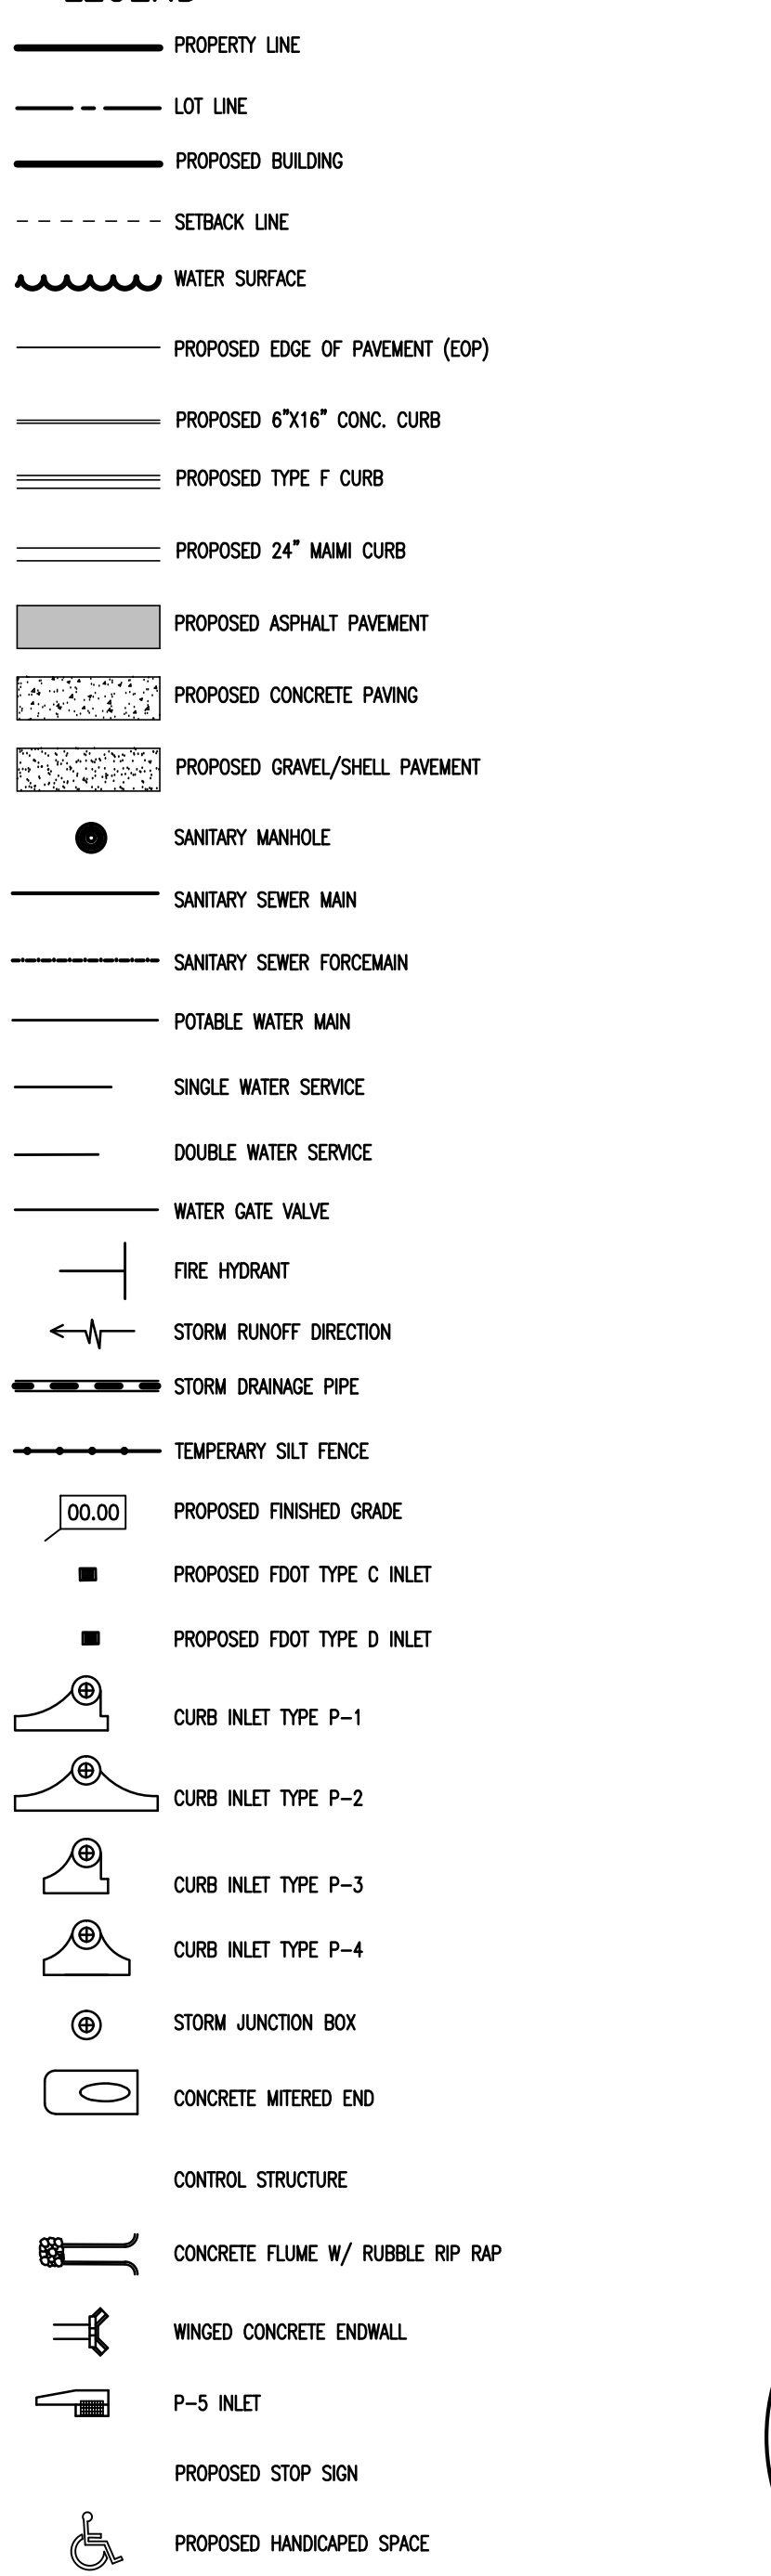 PROPERTY LINE
LOT LINE
PROPOSED BUILDING
SETBACK LINE
WATER SURFACE
PROPOSED EDGE OF PAVEMENT (EOP)
PROPOSED 6"X16" CONC. CURB
PROPOSED TYPE F CURB
PROPOSED 24" MAIMI CURB
PROPOSED ASPHALT PAVEMENT
PROPOSED CONCRETE PAVING
PROPOSED GRAVEL/SHELL PAVEMENT
SANITARY MANHOLE
SANITARY SEWER MAIN
SANITARY SEWER FORCEMAIN
POTABLE WATER MAIN
SINGLE WATER SERVICE
DOUBLE WATER SERVICE
WATER GATE VALVE
FIRE HYDRANT
STORM RUNOFF DIRECTION
STORM DRAINAGE PIPE
TEMPERARY SILT FENCE
00.00 PROPOSED FINISHED GRADE
PROPOSED FDOT TYPE C INLET
PROPOSED FDOT TYPE D INLET
CURB INLET TYPE P-1
CURB INLET TYPE P-2
CURB INLET TYPE P-3
CURB INLET TYPE P-4
STORM JUNCTION BOX
CONCRETE MITERED END
CONTROL STRUCTURE
CONCRETE FLUME W/ RUBBLE RIP RAP
WINGED CONCRETE ENDWALL
P-5 INLET
PROPOSED STOP SIGN
PROPOSED HANDICAPED SPACE